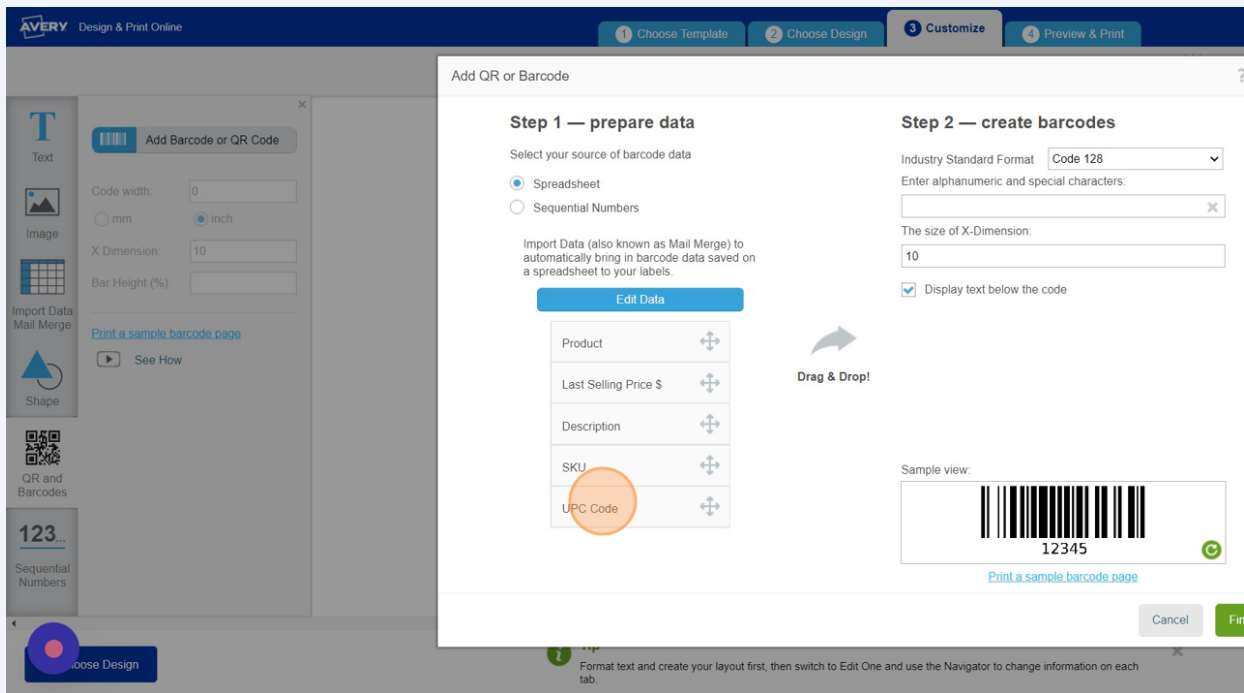 AVERY Design & Print Online
1 Choose Template
2 Choose Design
3 Customize
4 Preview & Print
Text
Image
Import Data
Mail Merge
Shape
QR and
Barcodes
123...
Sequential
Numbers
Add Barcode or QR Code
Code width: 0
mm inch
X Dimension: 10
Bar Height (%)
Print a sample barcode page
See How
Add QR or Barcode ?
Step 1 — prepare data
Select your source of barcode data
Spreadsheet
Sequential Numbers
Import Data (also known as Mail Merge) to
automatically bring in barcode data saved on
a spreadsheet to your labels.
Edit Data
Product
Last Selling Price $
Description
SKU
UPC Code
Drag & Drop!
Step 2 — create barcodes
Industry Standard Format Code 128
Enter alphanumeric and special characters:
The size of X-Dimension:
10
Display text below the code
Sample view:
12345
Print a sample barcode page
Cancel
Fin
oose Design
Format text and create your layout first, then switch to Edit One and use the Navigator to change information on each
tab.